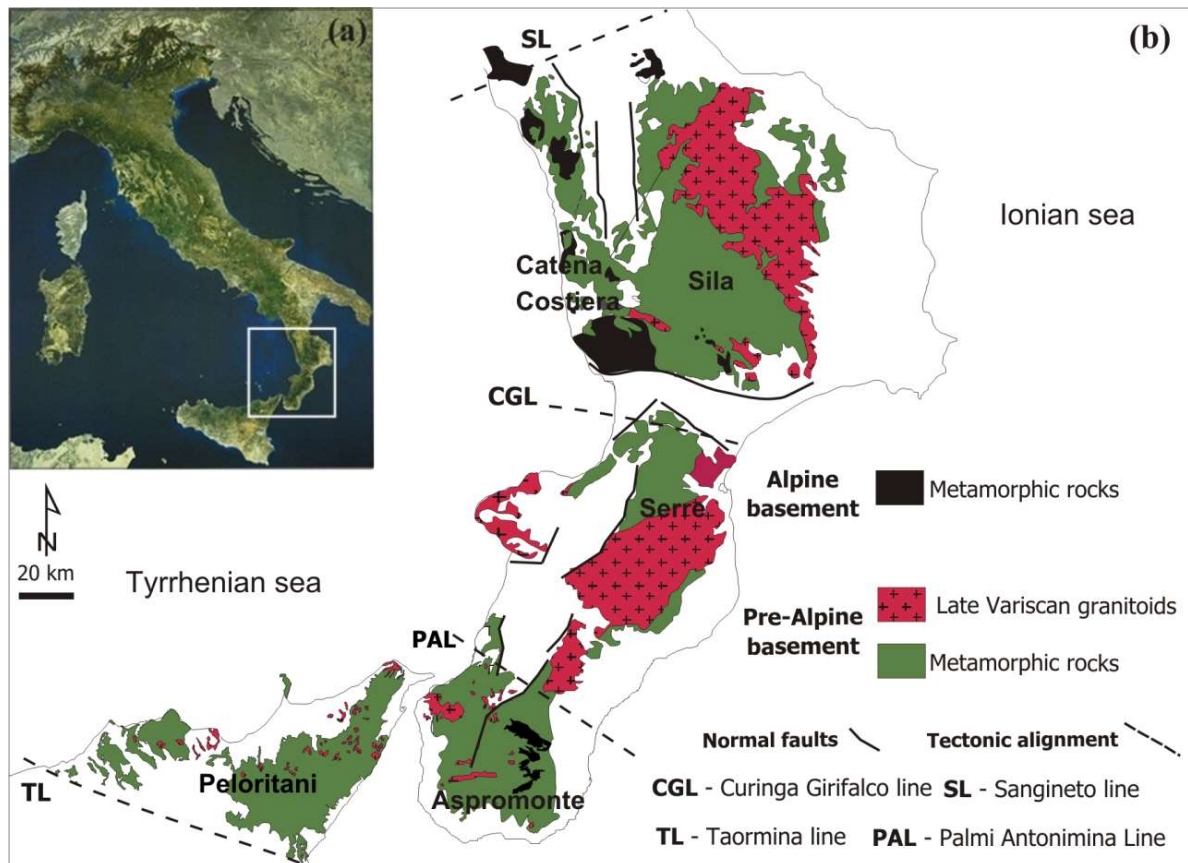 (a)
SL
(b)
Ionian sea
Catena
Costiera
Sila
CGL
Alpine
basement
Metamorphic rocks
Serre
N
20 km
Tyrrhenian sea
Pre-Alpine
basement
Late Variscan granitoids
Metamorphic rocks
PAL
Normal faults
Tectonic alignment
Peloritani
TL
Aspromonte
CGL - Curinga Girifalco line
SL - Sangineto line
TL - Taormina line
PAL - Palmi Antonimina Line